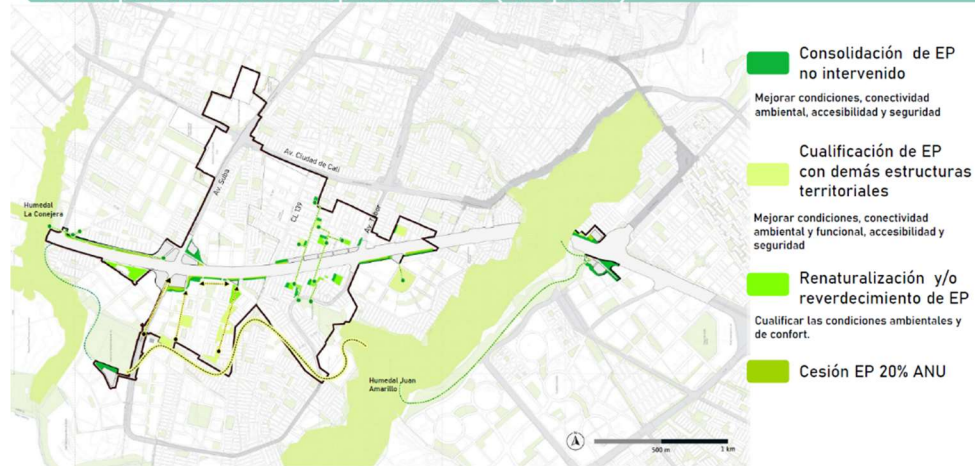 Consolidación de EP
no intervenido
Mejorar condiciones, conectividad
ambiental, accesibilidad y seguridad
Cualificación de EP
con demás estructuras
territoriales
Mejorar condiciones, conectividad
ambiental y funcional, accesibilidad y
seguridad
Renaturalización y/o
reverdecimiento de EP
Cualificar las condiciones ambientales y
de confort.
Cesión EP 20% ANU
Av. Ciudad de Cali
Av. Suba
CL 139
Humedal
La Conejera
Humedal Juan
Amarillo
500 m
1 km